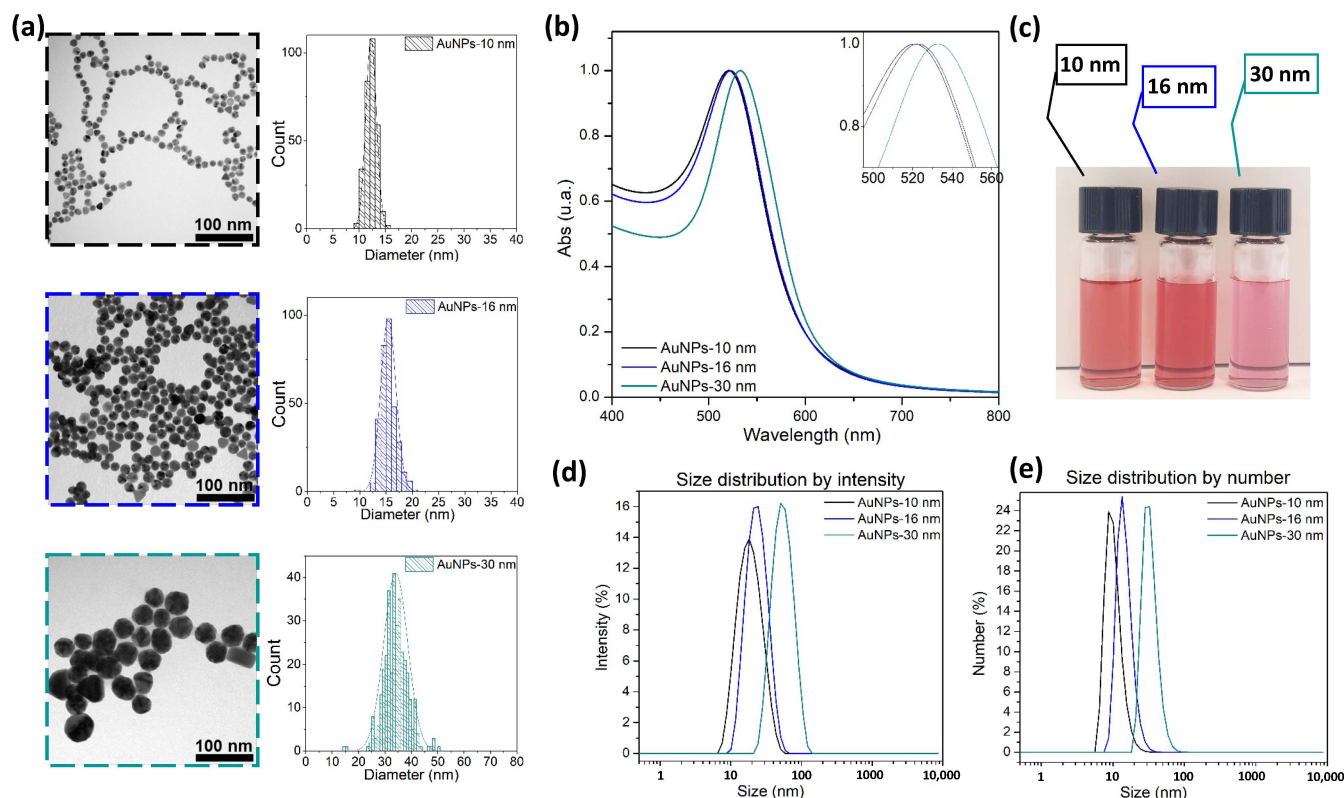 (a)
100 nm
AuNPs-10 nm
100
50
0
Count
0 5 10 15 20 25 30 35 40
Diameter (nm)
100 nm
AuNPs-16 nm
100
50
0
Count
0 5 10 15 20 25 30 35 40
Diameter (nm)
100 nm
AuNPs-30 nm
40
30
20
10
0
Count
0 10 20 30 40 50 60 70 80
Diameter (nm)
(b)
1.0
0.8
0.6
0.4
0.2
0.0
Abs (u.a.)
AuNPs-10 nm
AuNPs-16 nm
AuNPs-30 nm
400 500 600 700 800
Wavelength (nm)
1.0
0.8
500 520 540 560
(c)
10 nm
16 nm
30 nm
(d)
Size distribution by intensity
AuNPs-10 nm
AuNPs-16 nm
AuNPs-30 nm
16
14
12
10
8
6
4
2
0
Intensity (%)
1 10 100 1000 10,000
Size (nm)
(e)
Size distribution by number
AuNPs-10 nm
AuNPs-16 nm
AuNPs-30 nm
24
22
20
18
16
14
12
10
8
6
4
2
0
Number (%)
1 10 100 1000 10,000
Size (nm)